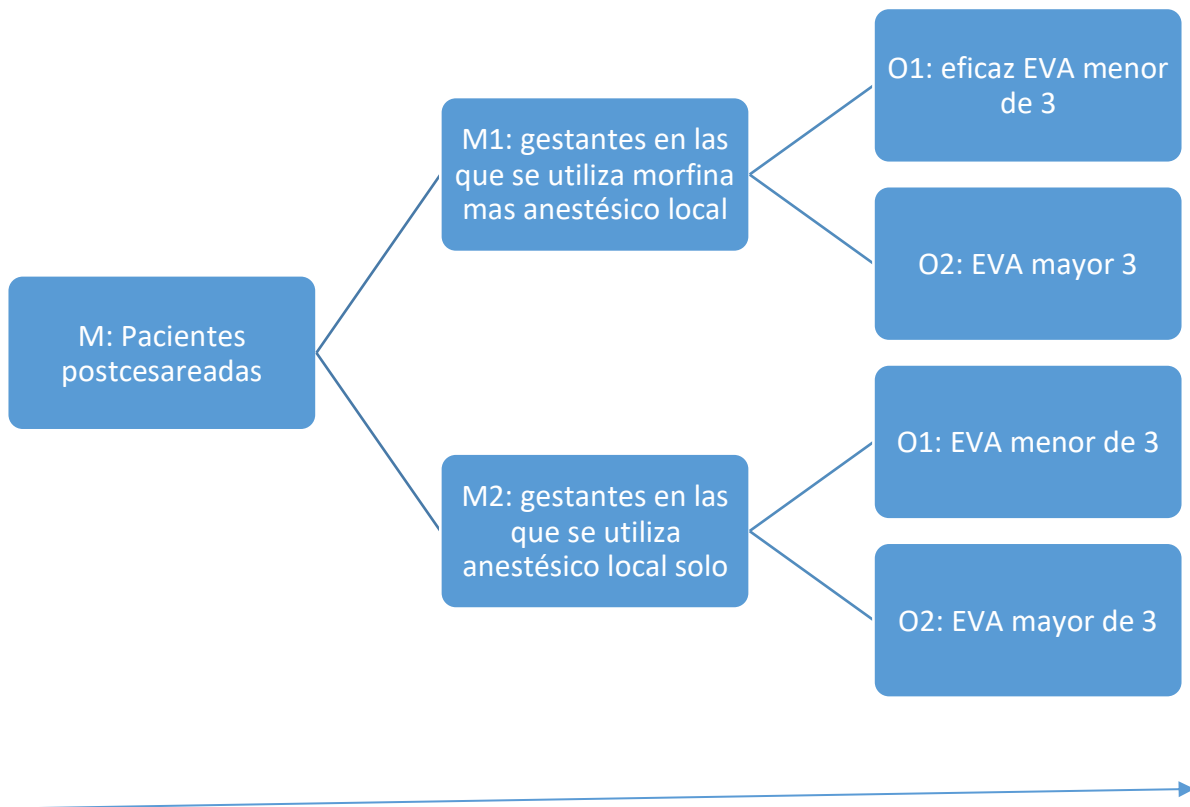 M: Pacientes
postcesareadas
M1: gestantes en las
que se utiliza morfina
mas anestésico local
O1: eficaz EVA menor
de 3
O2: EVA mayor 3
M2: gestantes en las
que se utiliza
anestésico local solo
O1: EVA menor de 3
O2: EVA mayor de 3